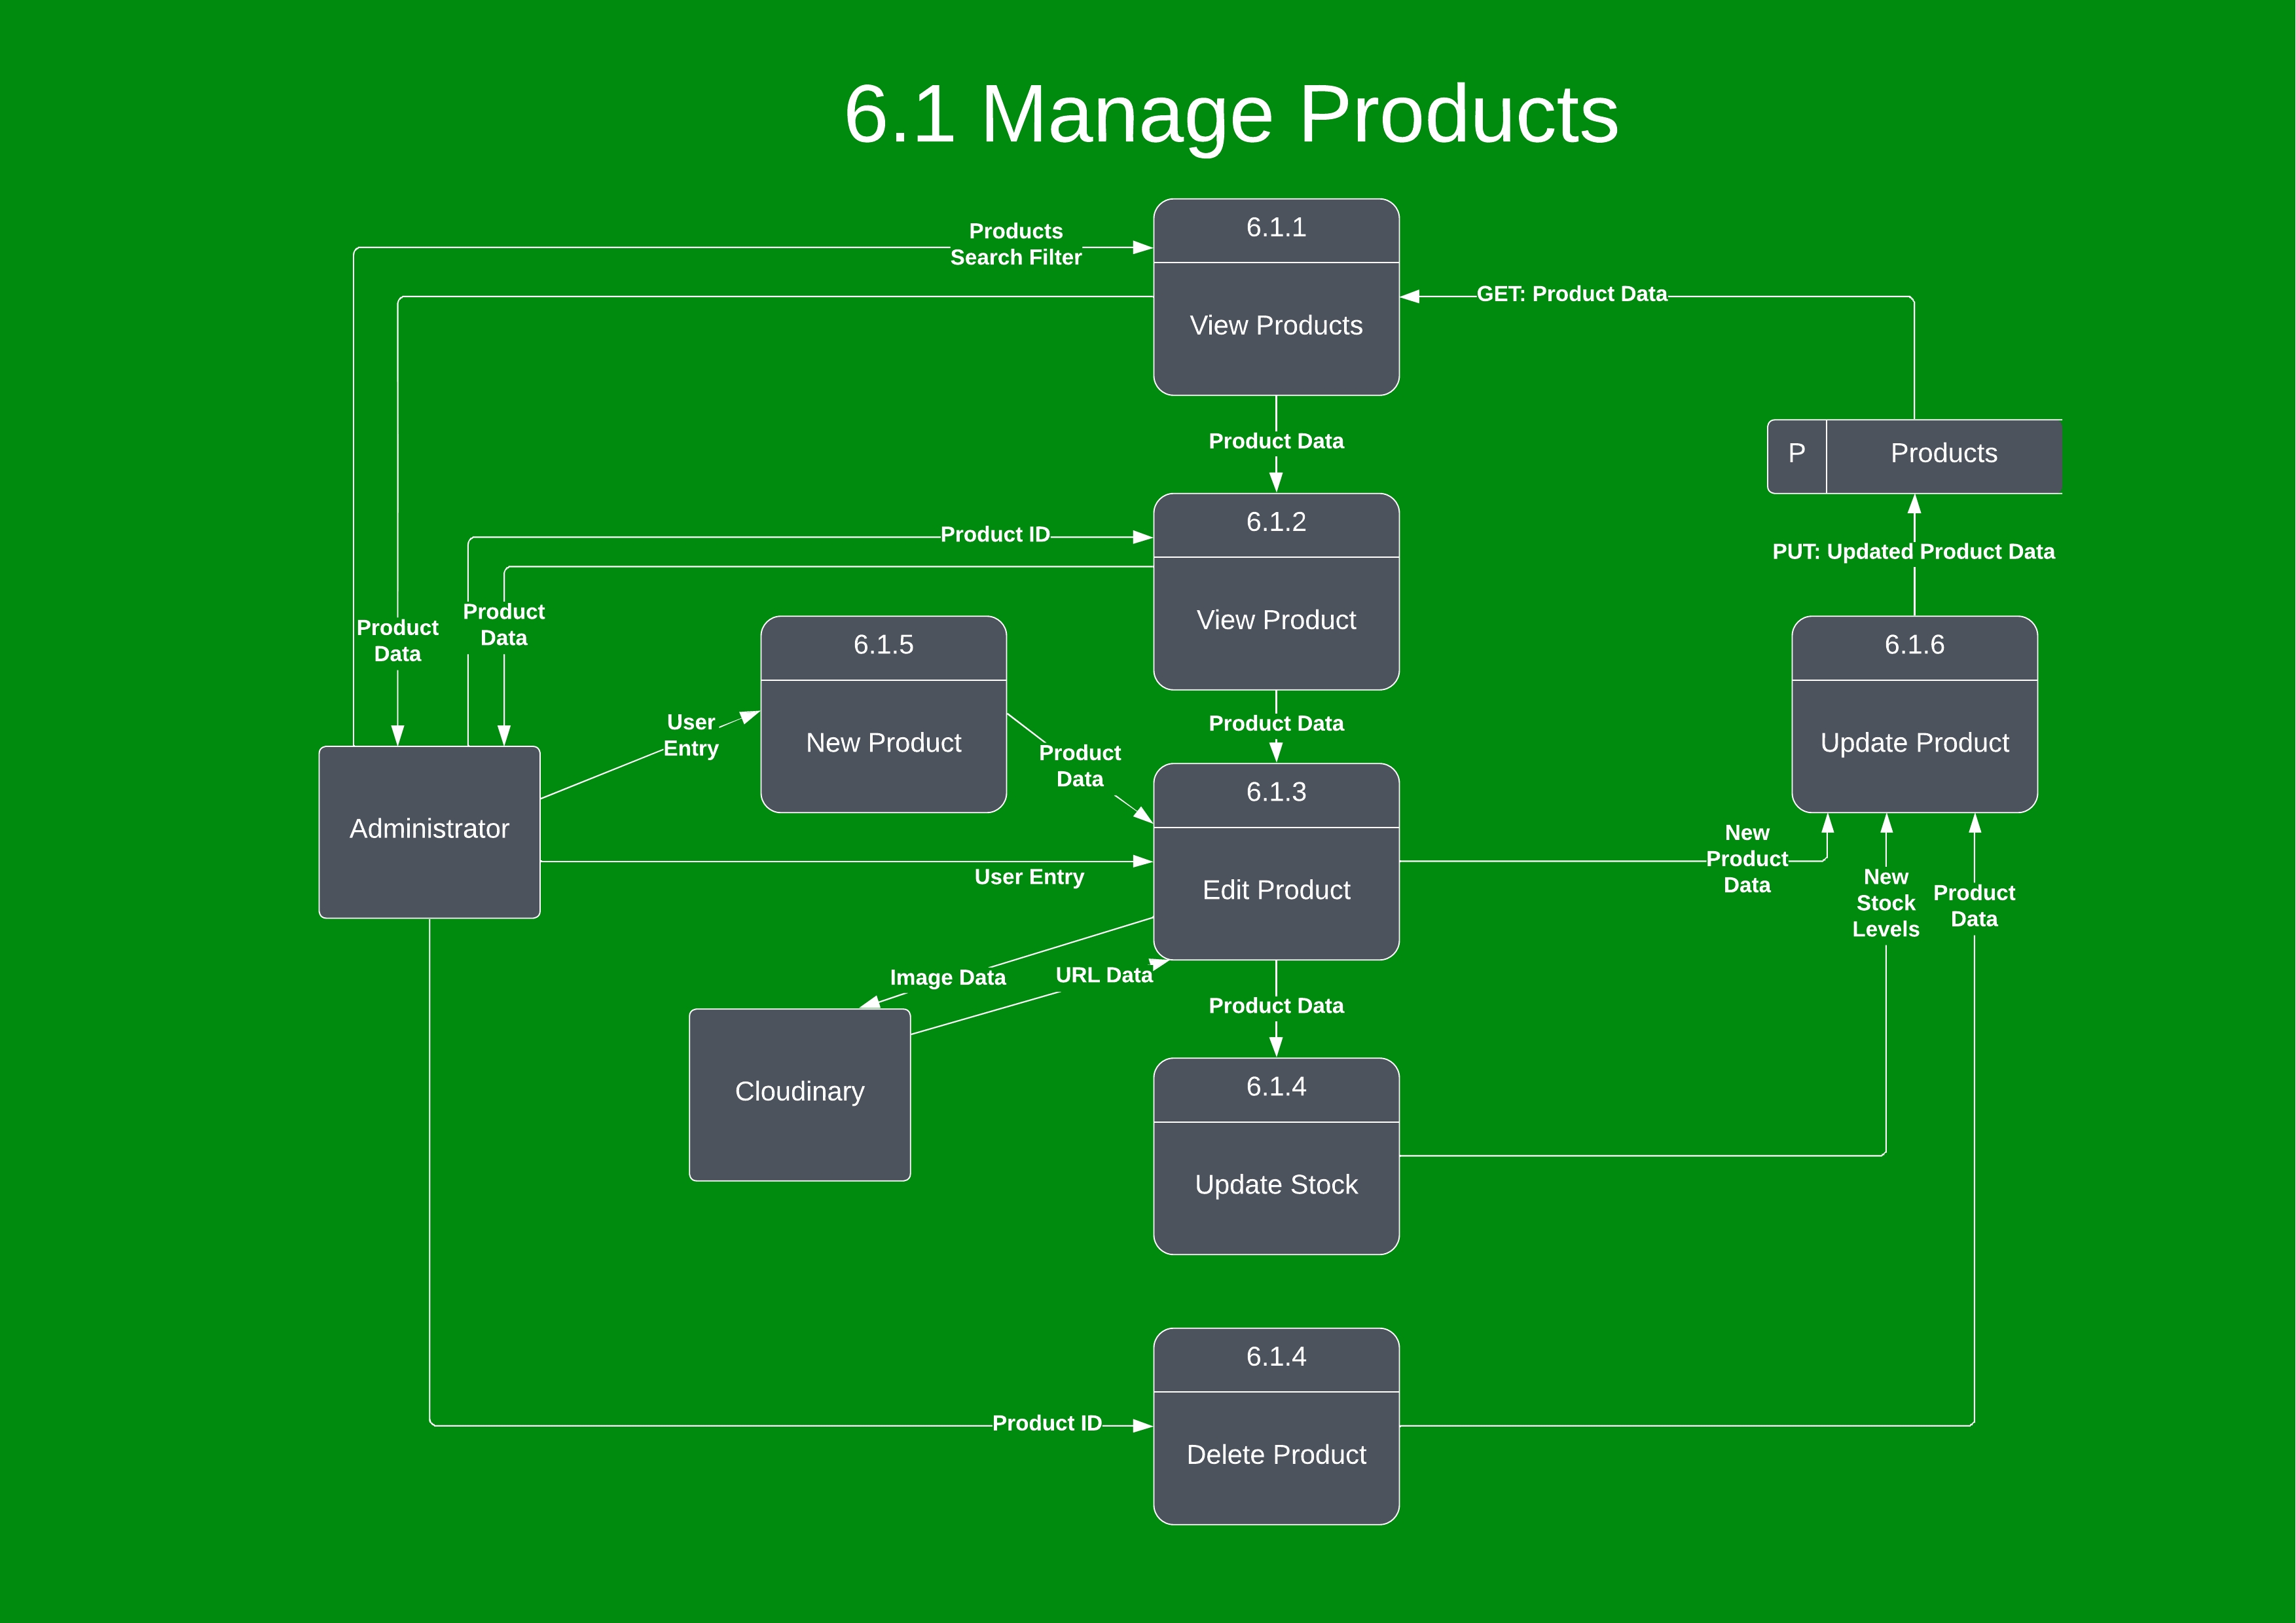 6.1 Manage Products
Products
Search Filter
6.1.1
View Products
GET: Product Data
Product Data
P
Products
Product ID
6.1.2
View Product
PUT: Updated Product Data
Product
Data
Product
Data
6.1.5
New Product
6.1.6
Update Product
User
Entry
Product
Data
Product Data
Administrator
6.1.3
Edit Product
User Entry
New
Product
Data
New
Stock
Levels
Product
Data
Image Data
URL Data
Product Data
Cloudinary
6.1.4
Update Stock
Product ID
6.1.4
Delete Product